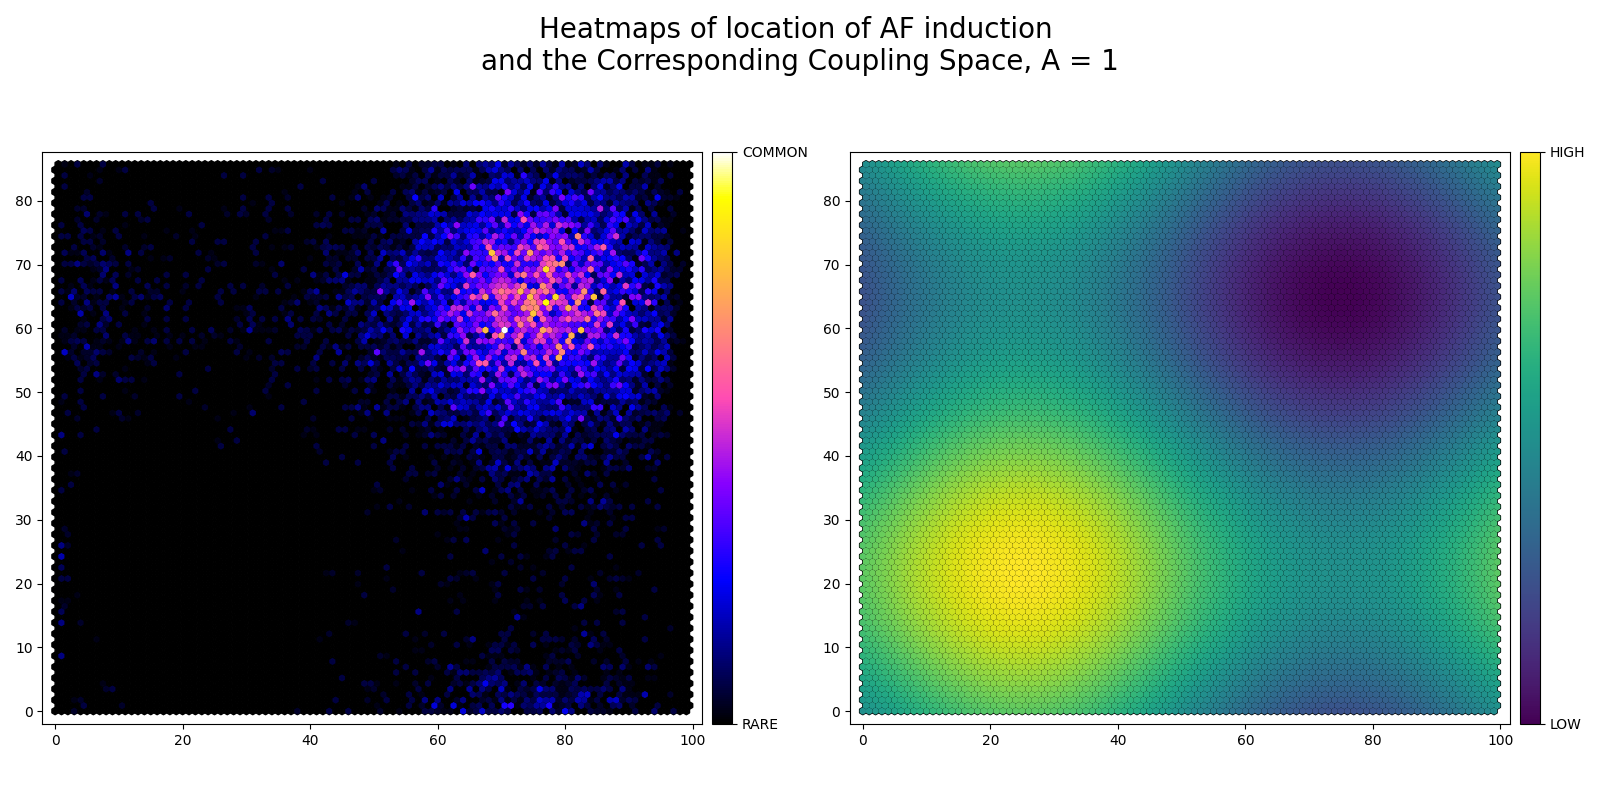 Heatmaps of location of AF induction
and the Corresponding Coupling Space, A = 1
COMMON
RARE
80
70
60
50
40
30
20
10
0
0 20 40 60 80 100
HIGH
LOW
80
70
60
50
40
30
20
10
0
0 20 40 60 80 100